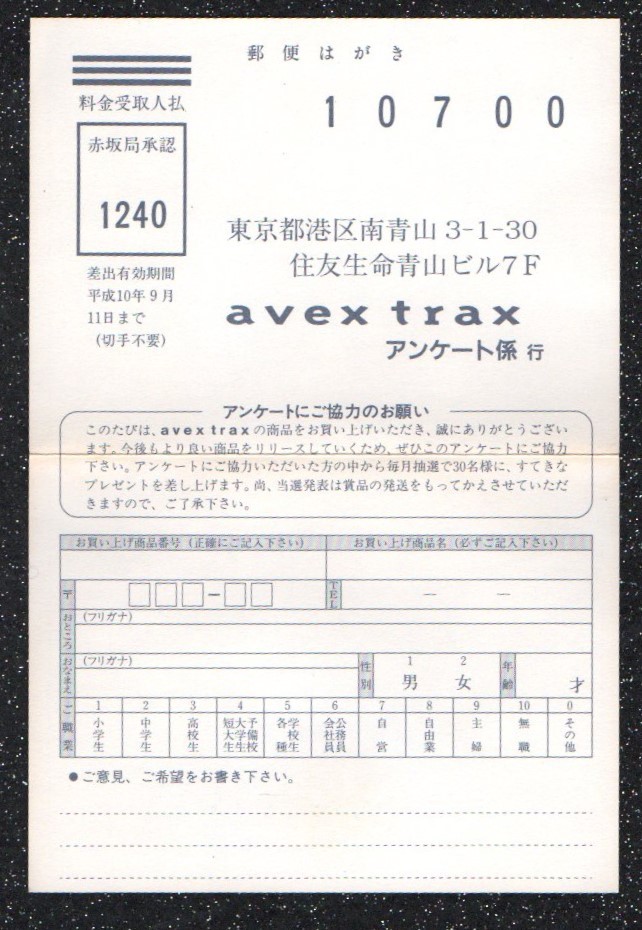 郵便はがき
料金受取人払
10700
赤坂局承認
1240
差出有効期間
平成10年9月
11日まで
(切手不要)
東京都港区南青山3-1-30
住友生命青山ビル7F
avex trax
アンケート係 行
アンケートにご協力のお願い
このたびは、avex traxの商品をお買い上げいただき、誠にありがとうござい
ます。今後もより良い商品をリリースしていくため、ぜひこのアンケートにご協力
下さい。アンケートにご協力いただいた方の中から毎月抽選で30名様に、すてきな
プレゼントを差し上げます。尚、当選発表は賞品の発送をもってかえさせていただ
きますので、ご了承下さい。
お買い上げ商品番号(正確にご記入下さい)
お買い上げ商品名(必ずご記入下さい)
〒 □□□-□□
TEL — —
おところ
(フリガナ)
おなまえ
(フリガナ)
性別
1 2
男 女
年齢
才
ご職業
1 2 3 4 5 6 7 8 9 10 0
小学生
中学生
高校生
予備校生
大学生
短大生
各種学校生
公務員
会社員
自営
自由業
主婦
無職
その他
●ご意見、ご希望をお書き下さい。